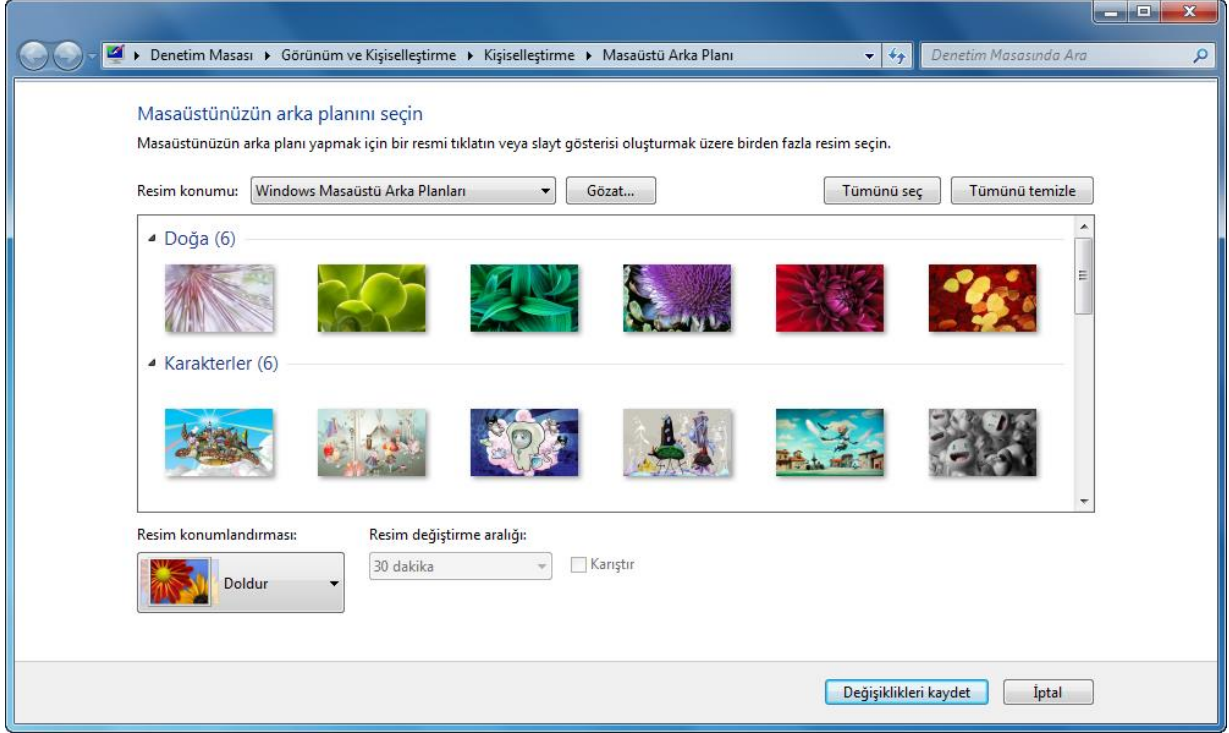 Denetim Masası ▸ Görünüm ve Kişiselleştirme ▸ Kişiselleştirme ▸ Masaüstü Arka Planı
Denetim Masasında Ara
Masaüstünüzün arka planını seçin
Masaüstünüzün arka planı yapmak için bir resmi tıklatın veya slayt gösterisi oluşturmak üzere birden fazla resim seçin.
Resim konumu: Windows Masaüstü Arka Planları Gözat... Tümünü seç Tümünü temizle
Doğa (6)
Karakterler (6)
Resim konumlandırması: Resim değiştirme aralığı:
Doldur 30 dakika Karıştır
Değişiklikleri kaydet İptal